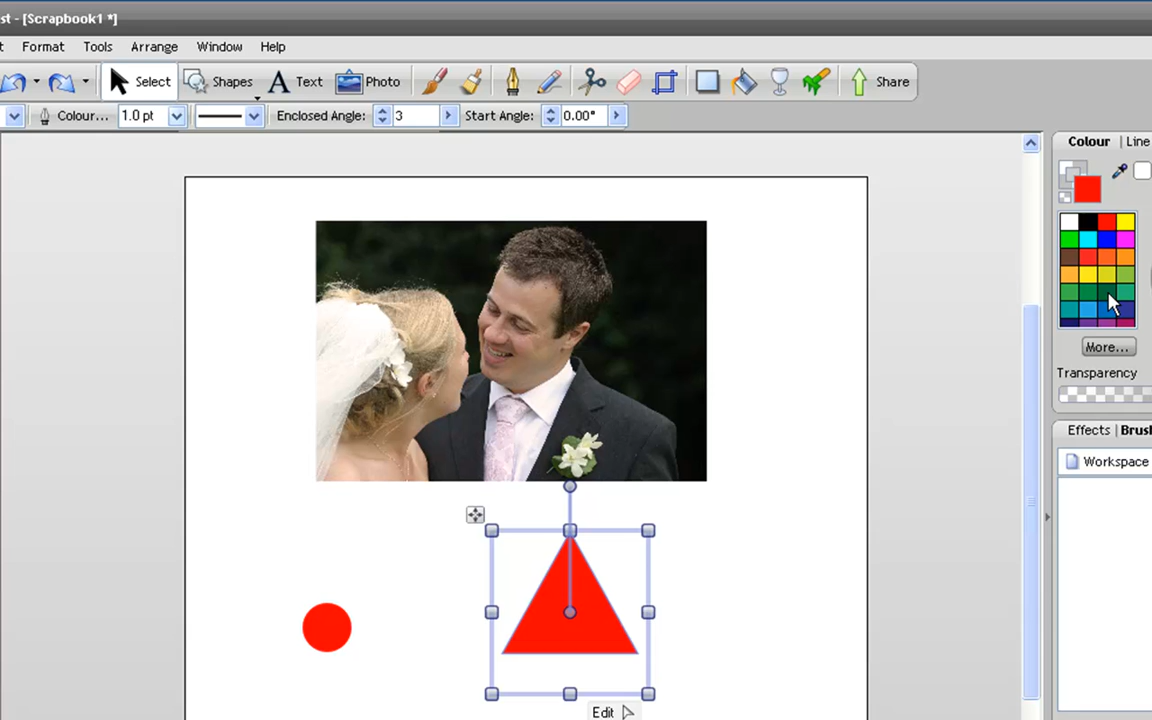 st - [Scrapbook1 *]
t Format Tools Arrange Window Help
Select Shapes Text Photo Share
Colour... 1.0 pt Enclosed Angle: 3 Start Angle: 0.00°
Colour Line
More...
Transparency
Effects Brus
Workspace
Edit